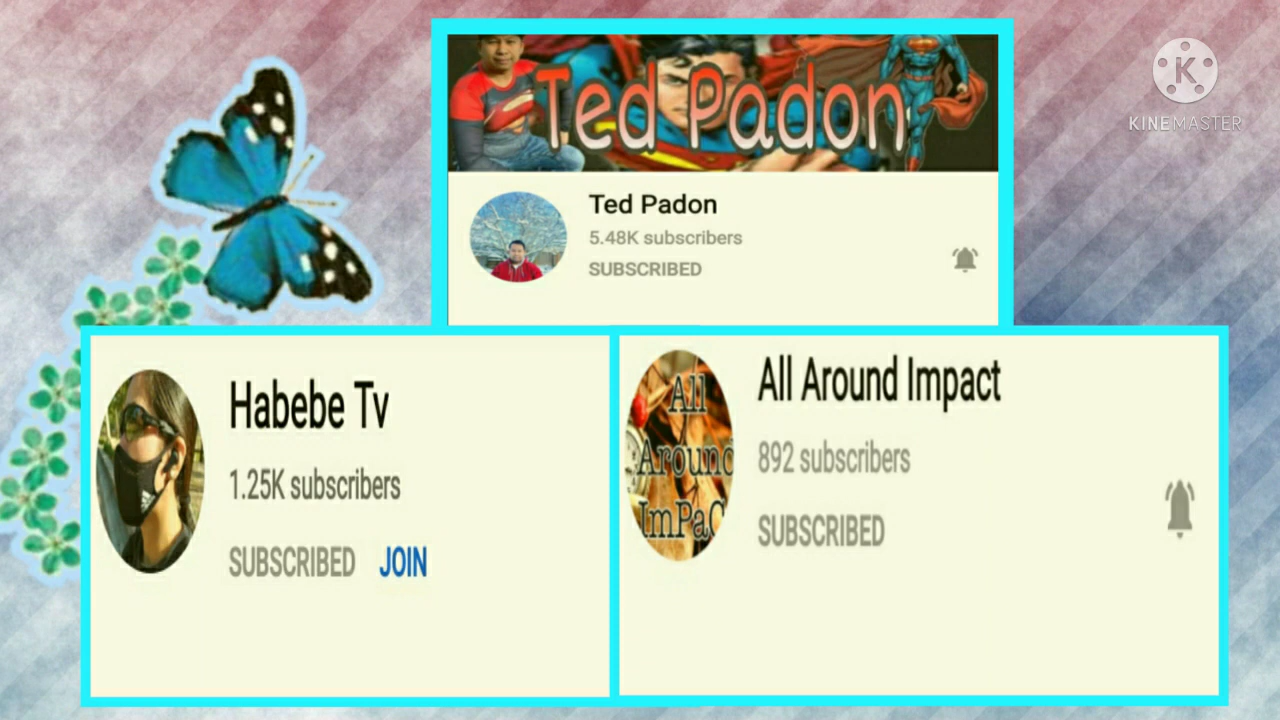 Ted Padon
K
KINEMASTER
Ted Padon
5.48K subscribers
SUBSCRIBED
Habebe Tv
1.25K subscribers
SUBSCRIBED JOIN
All Around Impact
892 subscribers
SUBSCRIBED
All
Around
ImPaC